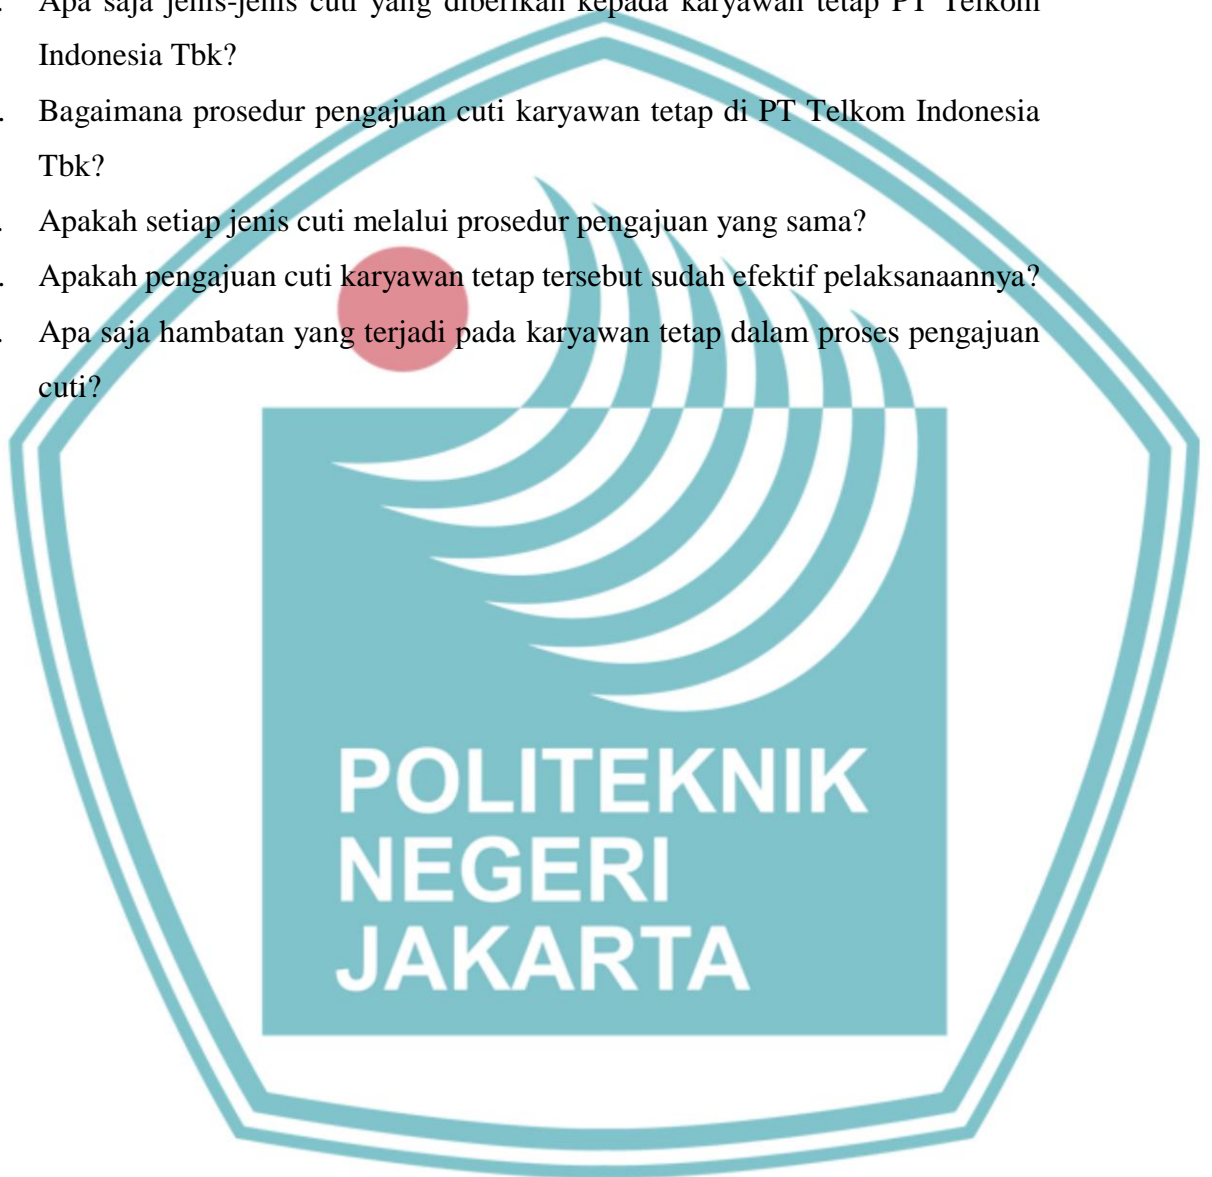 . Apa saja jenis-jenis cuti yang diberikan kepada karyawan tetap PT Telkom
Indonesia Tbk?
. Bagaimana prosedur pengajuan cuti karyawan tetap di PT Telkom Indonesia
Tbk?
. Apakah setiap jenis cuti melalui prosedur pengajuan yang sama?
. Apakah pengajuan cuti karyawan tetap tersebut sudah efektif pelaksanaannya?
. Apa saja hambatan yang terjadi pada karyawan tetap dalam proses pengajuan
cuti?
POLITEKNIK
NEGERI
JAKARTA